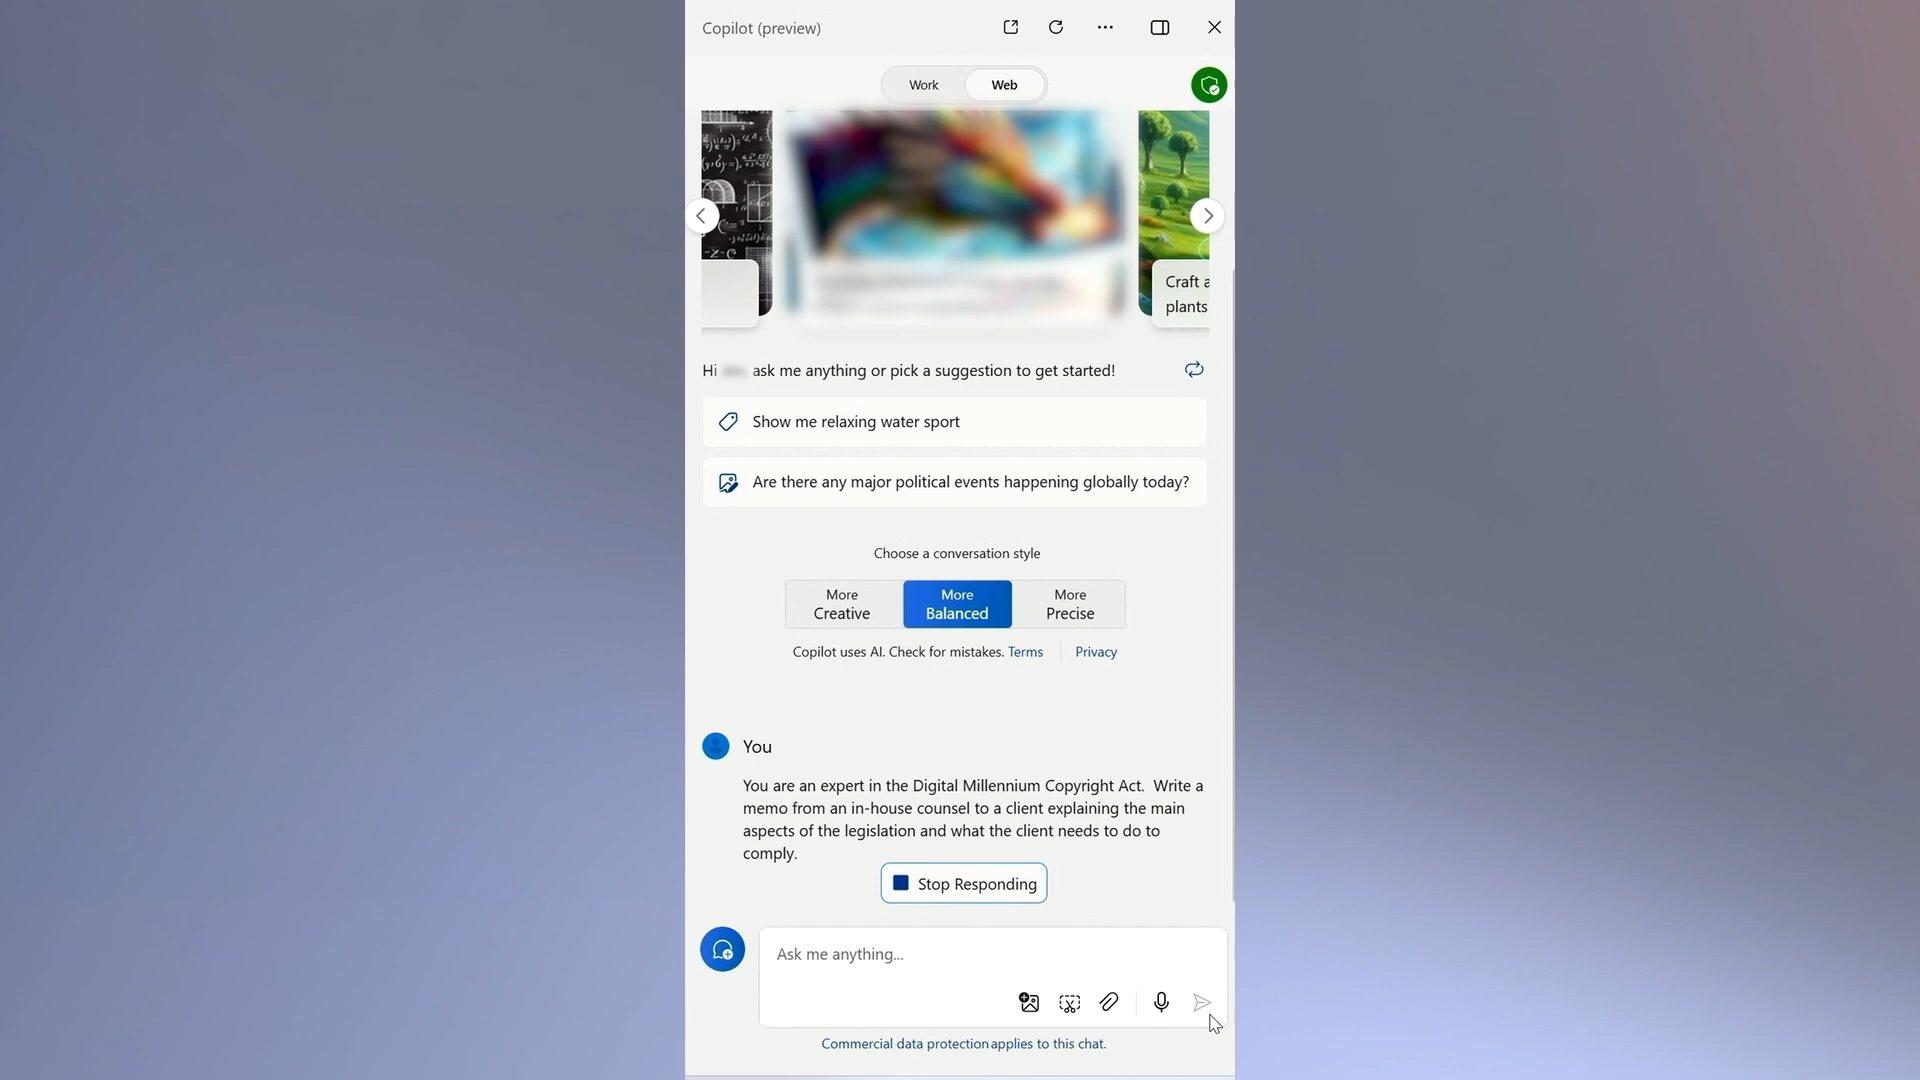 Copilot (preview)
Work
Web
Craft a
plants
Hi ask me anything or pick a suggestion to get started!
Show me relaxing water sport
Are there any major political events happening globally today?
Choose a conversation style
More
Creative
More
Balanced
More
Precise
Copilot uses AI. Check for mistakes. Terms
Privacy
You
You are an expert in the Digital Millennium Copyright Act. Write a
memo from an in-house counsel to a client explaining the main
aspects of the legislation and what the client needs to do to
comply.
Stop Responding
Ask me anything...
Commercial data protection applies to this chat.